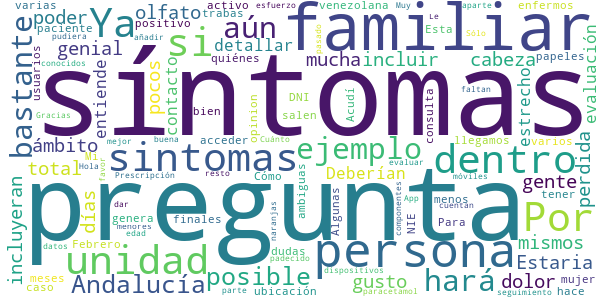 varias
poder
Ya
olfato
trabas
activo
esfuerzo
Muy
enfermos
familiar
paciente
positivo
venezolana
Le
aparte
pudiera
añadir
si
aún
Esta
pasado
Sólo
conocidos
genial
quiénes
detallar
mucha
incluir
cabeza
varios
usuarios
entiende
pocos
contacto
papeles
evaluación
bastante
síntomas
opinion
DNI
salen
Acudí
consulta
estrecho
faltan
Gracias
bien
Cuánto
ámbito
sintomas
ejemplo
dentro
llegamos
mejor
buena
acceder
total
Mi
Hola
favor
Cómo
ambiguas
Deberían
evaluar
gente
perdida
incluyeran
días
pregunta
Por
Prescripción
resto
Algunas
NIE
persona
componentes
móviles
App
menos
cuentan
tener
genera
finales
dar
Para
mismos
Febrero
menores
naranjas
padecido
Estaria
unidad
hará
datos
edad
dudas
meses
caso
Andalucía
posible
gusto
dolor
mujer
parte
ubicación
dispositivos
paracetamol
seguimiento
hace